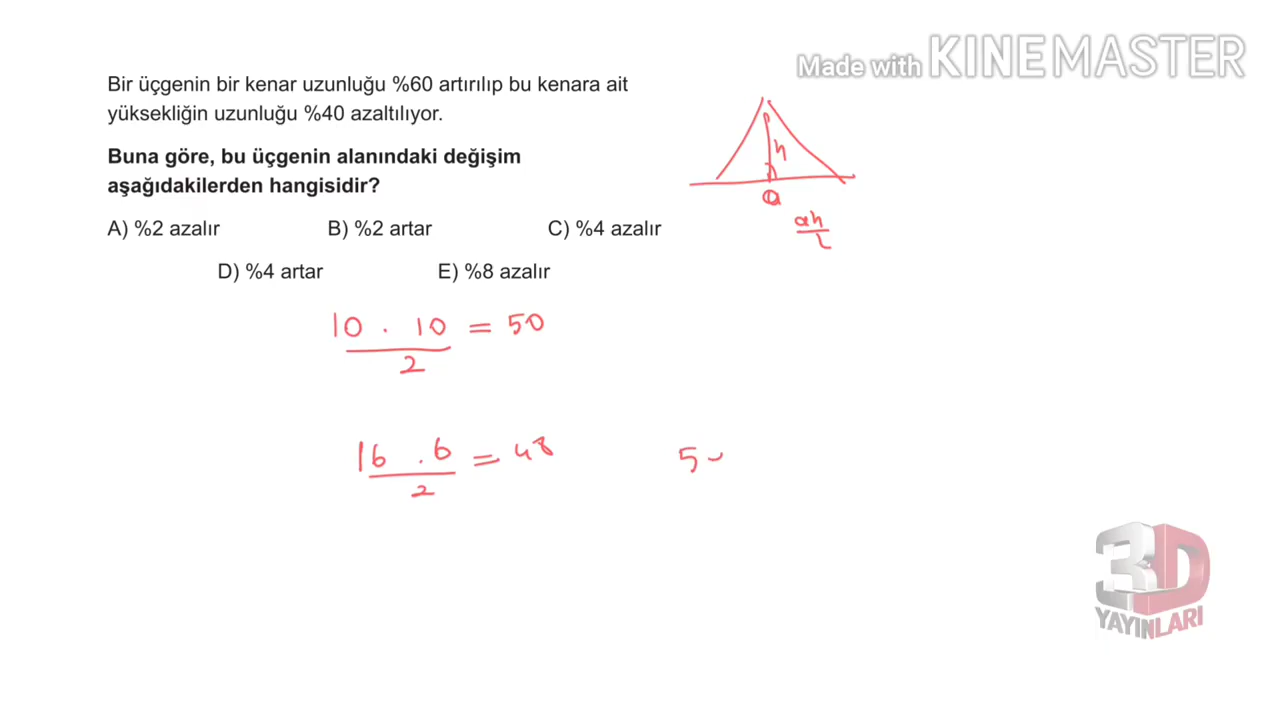 Made with KINEMASTER
Bir üçgenin bir kenar uzunluğu %60 artırılıp bu kenara ait
yüksekliğin uzunluğu %40 azaltılıyor.
Buna göre, bu üçgenin alanındaki değişim
aşağıdakilerden hangisidir?
A) %2 azalır B) %2 artar C) %4 azalır
D) %4 artar E) %8 azalır
h
a
ah
2
10 . 10 = 50
2
16 . 6 = 48
2
5
3D
YAYINLARI